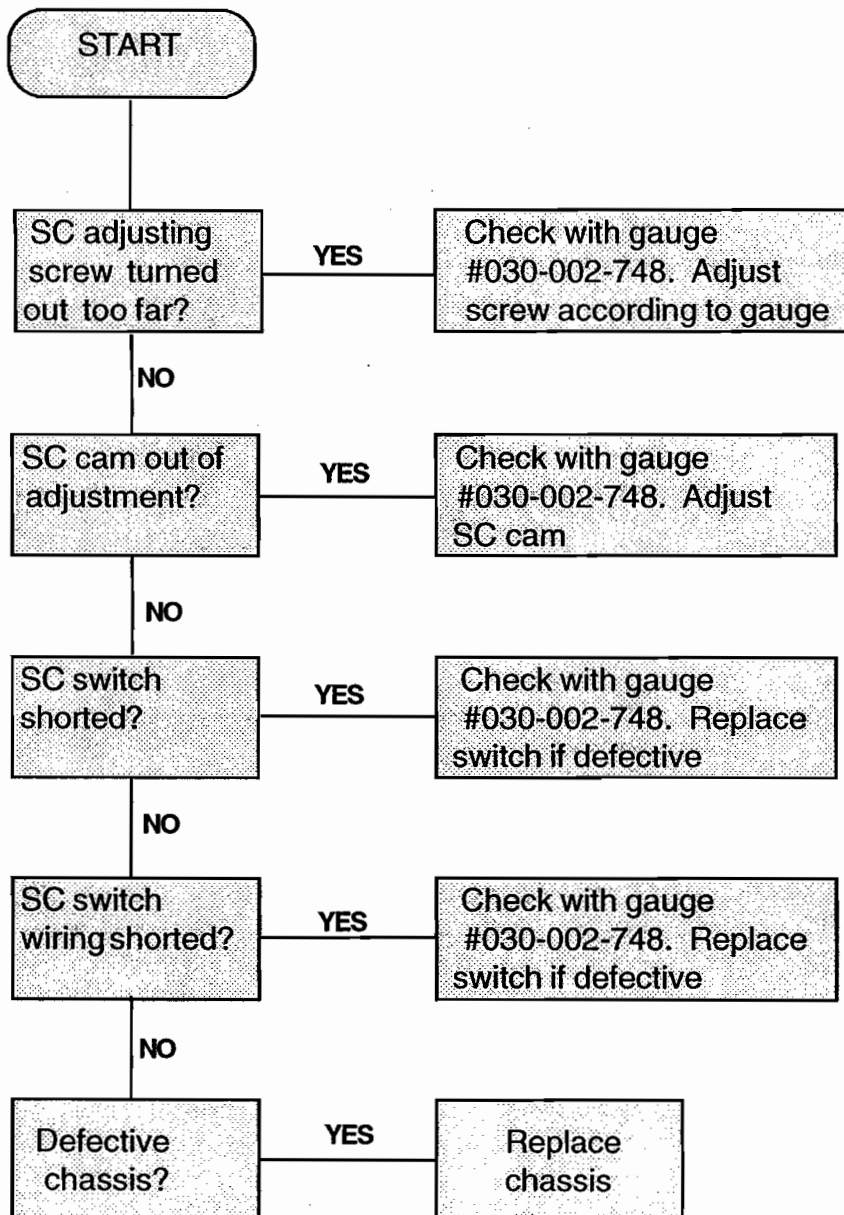 START
SC adjusting
screw turned
out too far?
YES
Check with gauge
#030-002-748. Adjust
screw according to gauge
NO
SC cam out of
adjustment?
YES
Check with gauge
#030-002-748. Adjust
SC cam
NO
SC switch
shorted?
YES
Check with gauge
#030-002-748. Replace
switch if defective
NO
SC switch
wiring shorted?
YES
Check with gauge
#030-002-748. Replace
switch if defective
NO
Defective
chassis?
YES
Replace
chassis